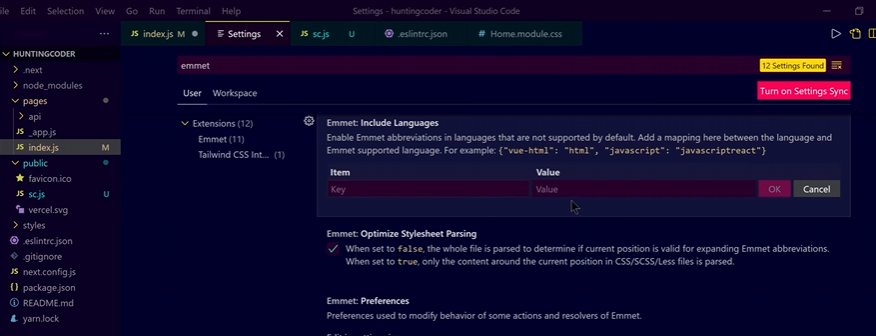 File Edit Selection View Go Run Terminal Help Settings - huntingcoder - Visual Studio Code
JS index.js M Settings JS sc.js U .eslintrc.json # Home.module.css
HUNTINGCODER
.next
node_modules
pages
api
JS _app.js
JS index.js M
public
favicon.ico
JS sc.js U
vercel.svg
styles
.eslintrc.json
.gitignore
JS next.config.js
package.json
README.md
yarn.lock
emmet
12 Settings Found
User Workspace
Turn on Settings Sync
Extensions (12)
Emmet (11)
Tailwind CSS Int... (1)
Emmet: Include Languages
Enable Emmet abbreviations in languages that are not supported by default. Add a mapping here between the language and
Emmet supported language. For example: {"vue-html": "html", "javascript": "javascriptreact"}
Item Value
Key Value OK Cancel
Emmet: Optimize Stylesheet Parsing
When set to false, the whole file is parsed to determine if current position is valid for expanding Emmet abbreviations.
When set to true, only the content around the current position in CSS/SCSS/Less files is parsed.
Emmet: Preferences
Preferences used to modify behavior of some actions and resolvers of Emmet.